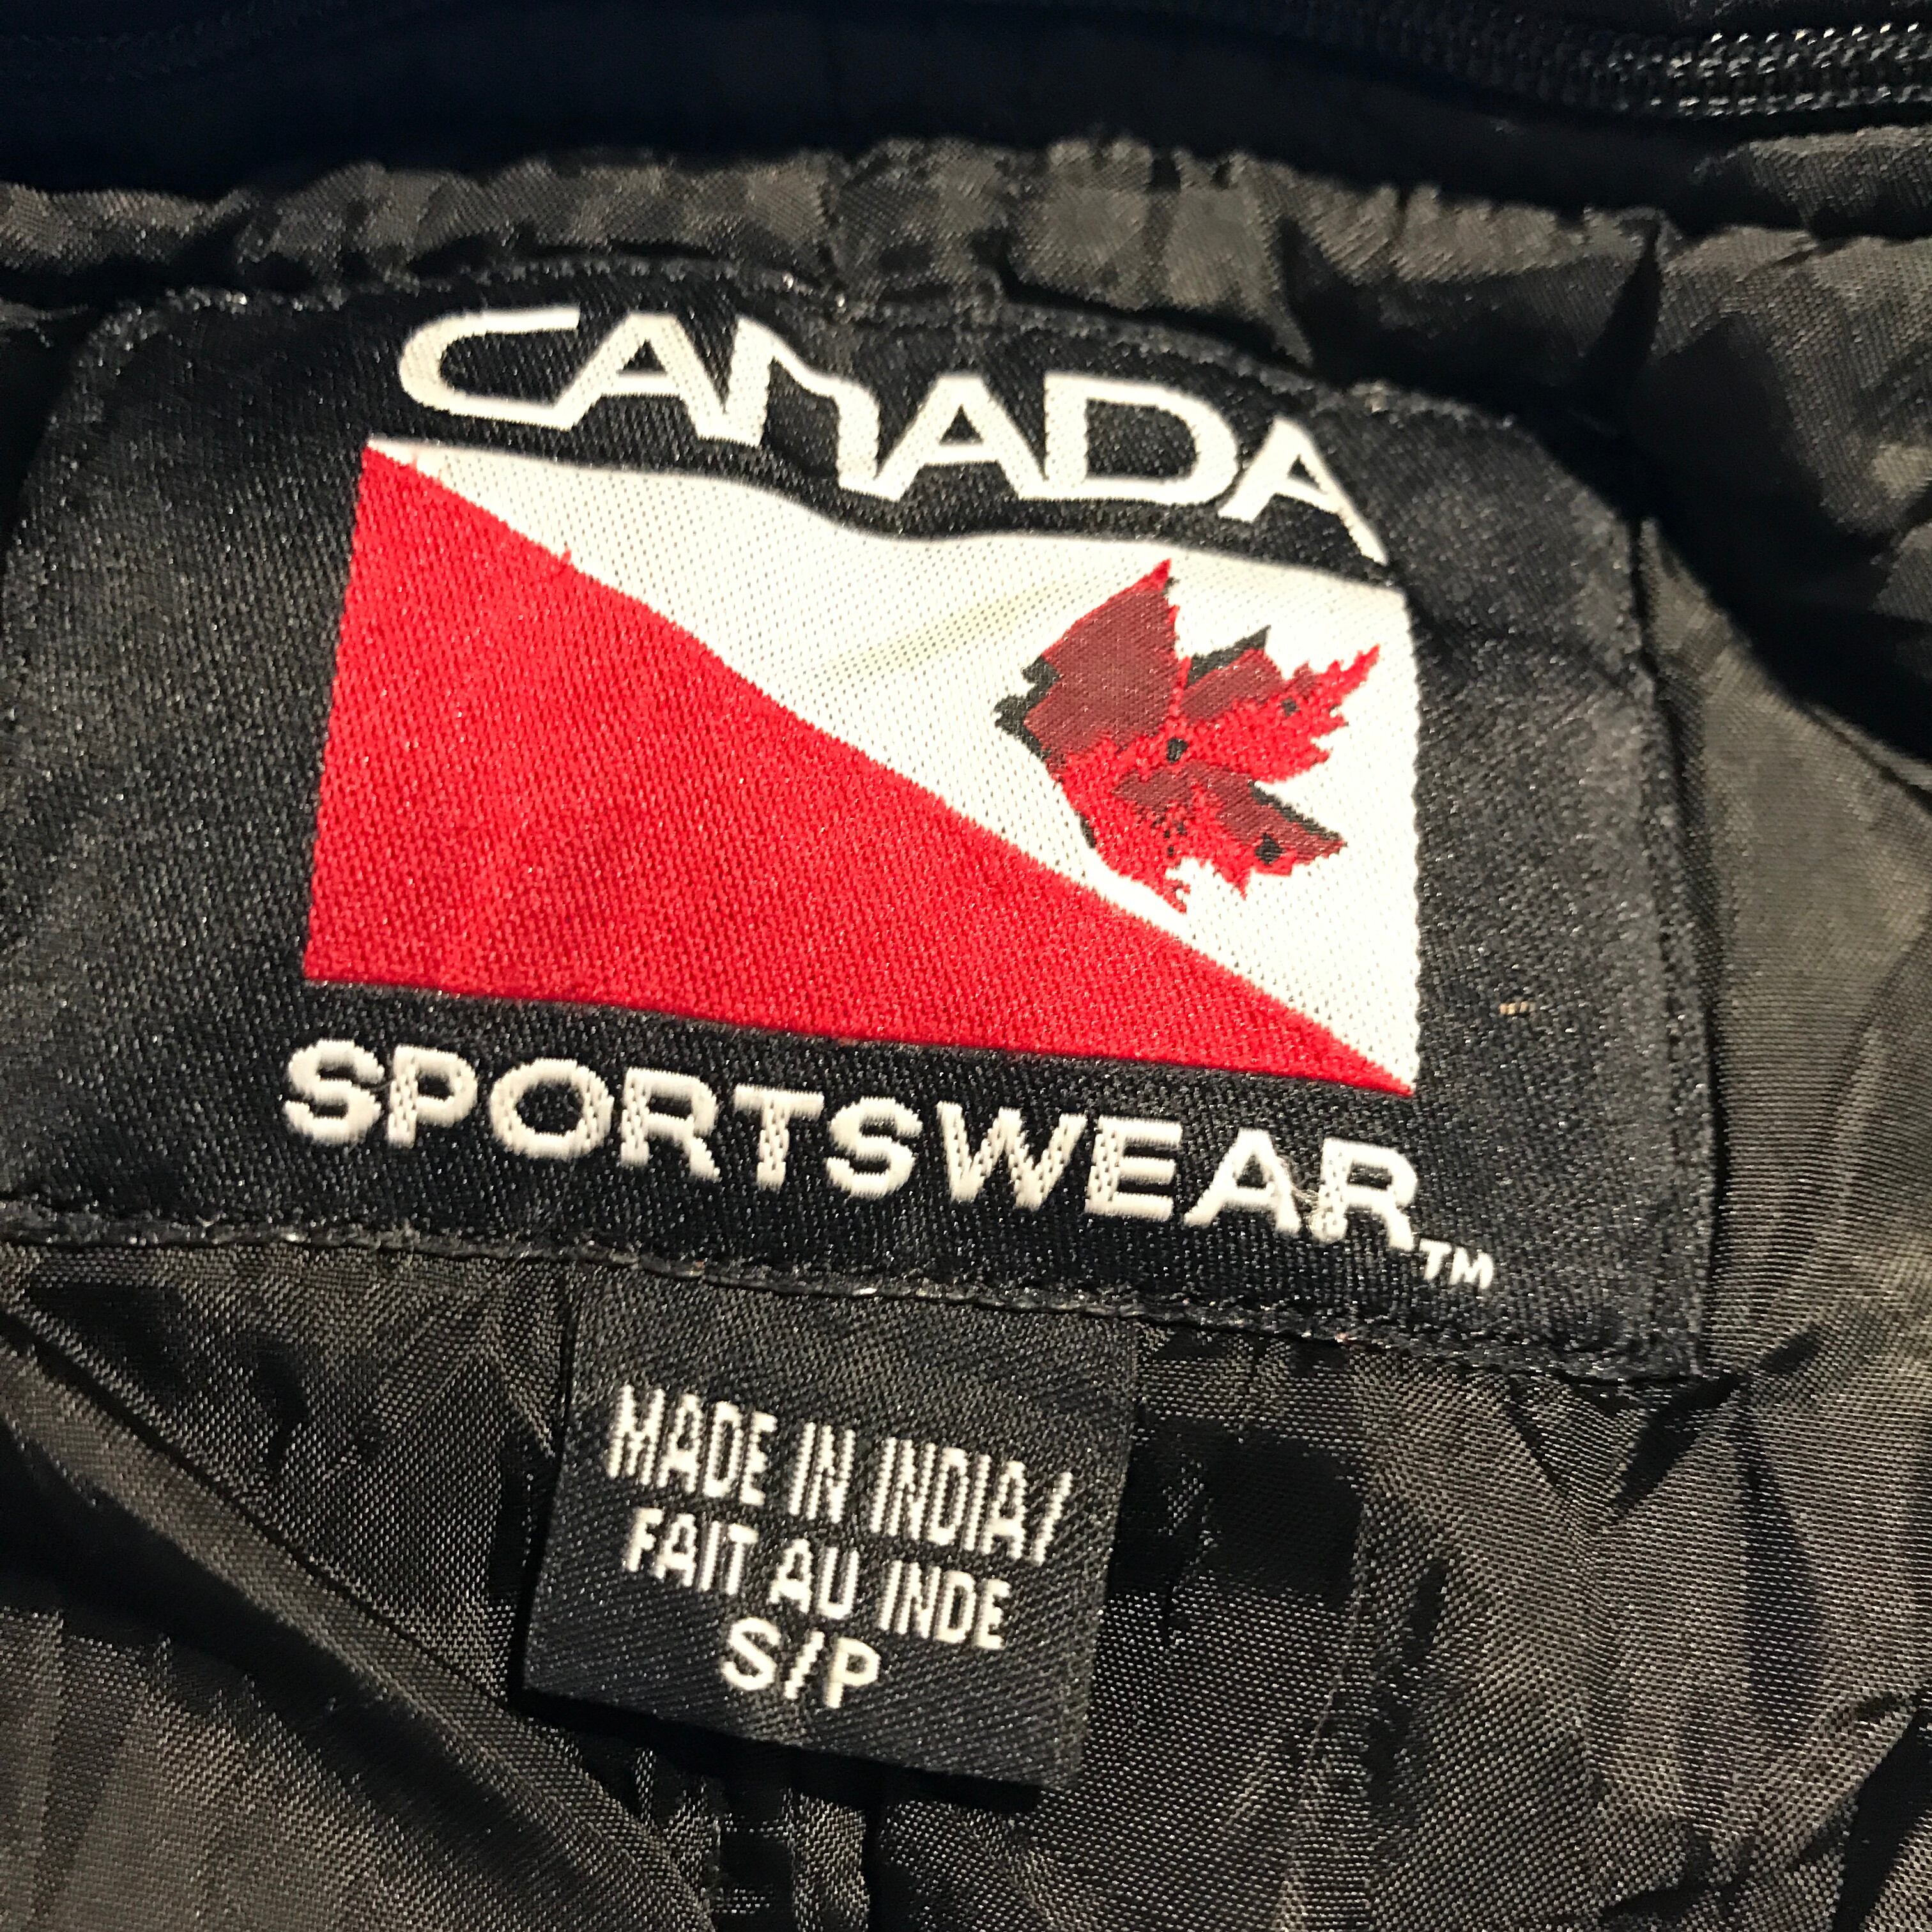 CANADA
SPORTSWEAR™
MADE IN INDIA/
FAIT AU INDE
S/P